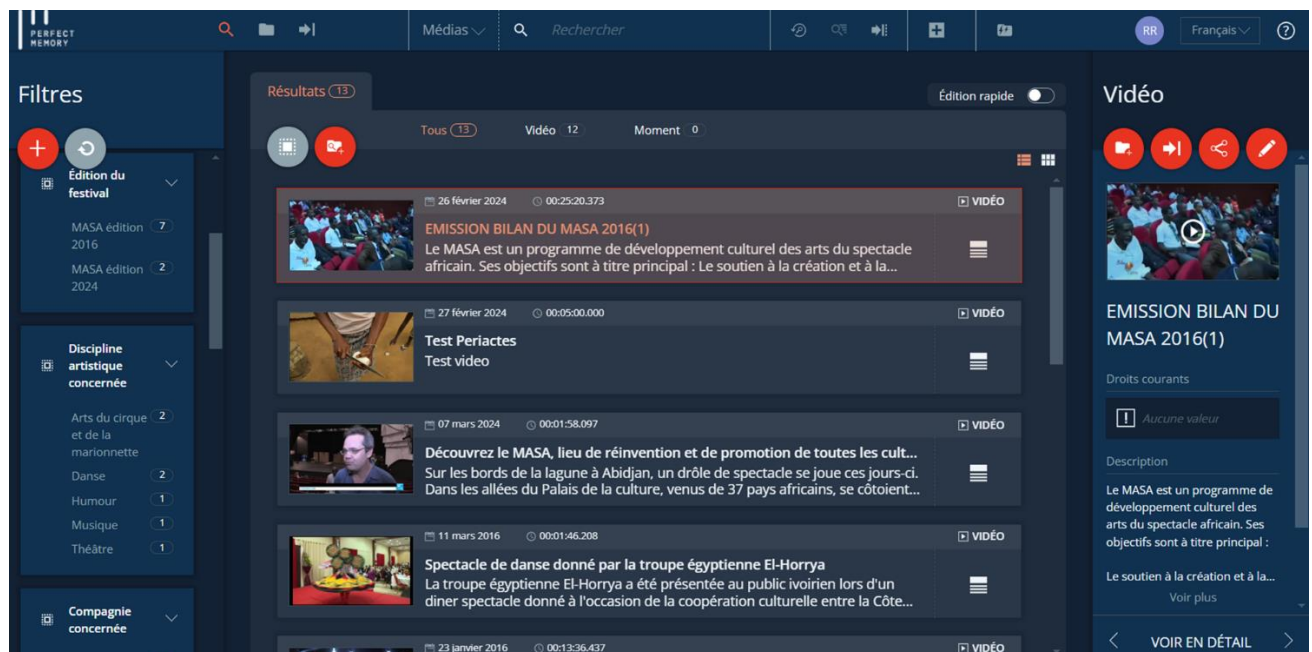 PERFECT
MEMORY
Médias
Rechercher
RR
Français
?
Filtres
Édition du
festival
MASA édition 7
2016
MASA édition 2
2024
Discipline
artistique
concernée
Arts du cirque 2
et de la
marionnette
Danse 2
Humour 1
Musique 1
Théâtre 1
Compagnie
concernée
Résultats 13
Édition rapide
Tous 13 Vidéo 12 Moment 0
26 février 2024 00:25:20.373 VIDÉO
EMISSION BILAN DU MASA 2016(1)
Le MASA est un programme de développement culturel des arts du spectacle
africain. Ses objectifs sont à titre principal : Le soutien à la création et à la...
27 février 2024 00:05:00.000 VIDÉO
Test Periactes
Test video
07 mars 2024 00:01:58.097 VIDÉO
Découvrez le MASA, lieu de réinvention et de promotion de toutes les cult...
Sur les bords de la lagune à Abidjan, un drôle de spectacle se joue ces jours-ci.
Dans les allées du Palais de la culture, venus de 37 pays africains, se côtoient...
11 mars 2016 00:01:46.208 VIDÉO
Spectacle de danse donné par la troupe égyptienne El-Horrya
La troupe égyptienne El-Horrya a été présentée au public ivoirien lors d'un
diner spectacle donné à l'occasion de la coopération culturelle entre la Côte...
23 janvier 2016 00:13:36.437 VIDÉO
Vidéo
EMISSION BILAN DU
MASA 2016(1)
Droits courants
Aucune valeur
Description
Le MASA est un programme de
développement culturel des
arts du spectacle africain. Ses
objectifs sont à titre principal :
Le soutien à la création et à la...
Voir plus
VOIR EN DÉTAIL